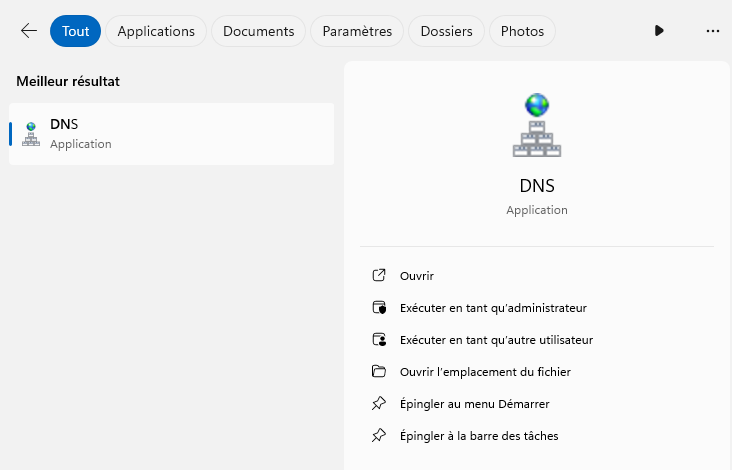 Tout Applications Documents Paramètres Dossiers Photos
Meilleur résultat
DNS
Application
DNS
Application
Ouvrir
Exécuter en tant qu'administrateur
Exécuter en tant qu'autre utilisateur
Ouvrir l'emplacement du fichier
Épingler au menu Démarrer
Épingler à la barre des tâches